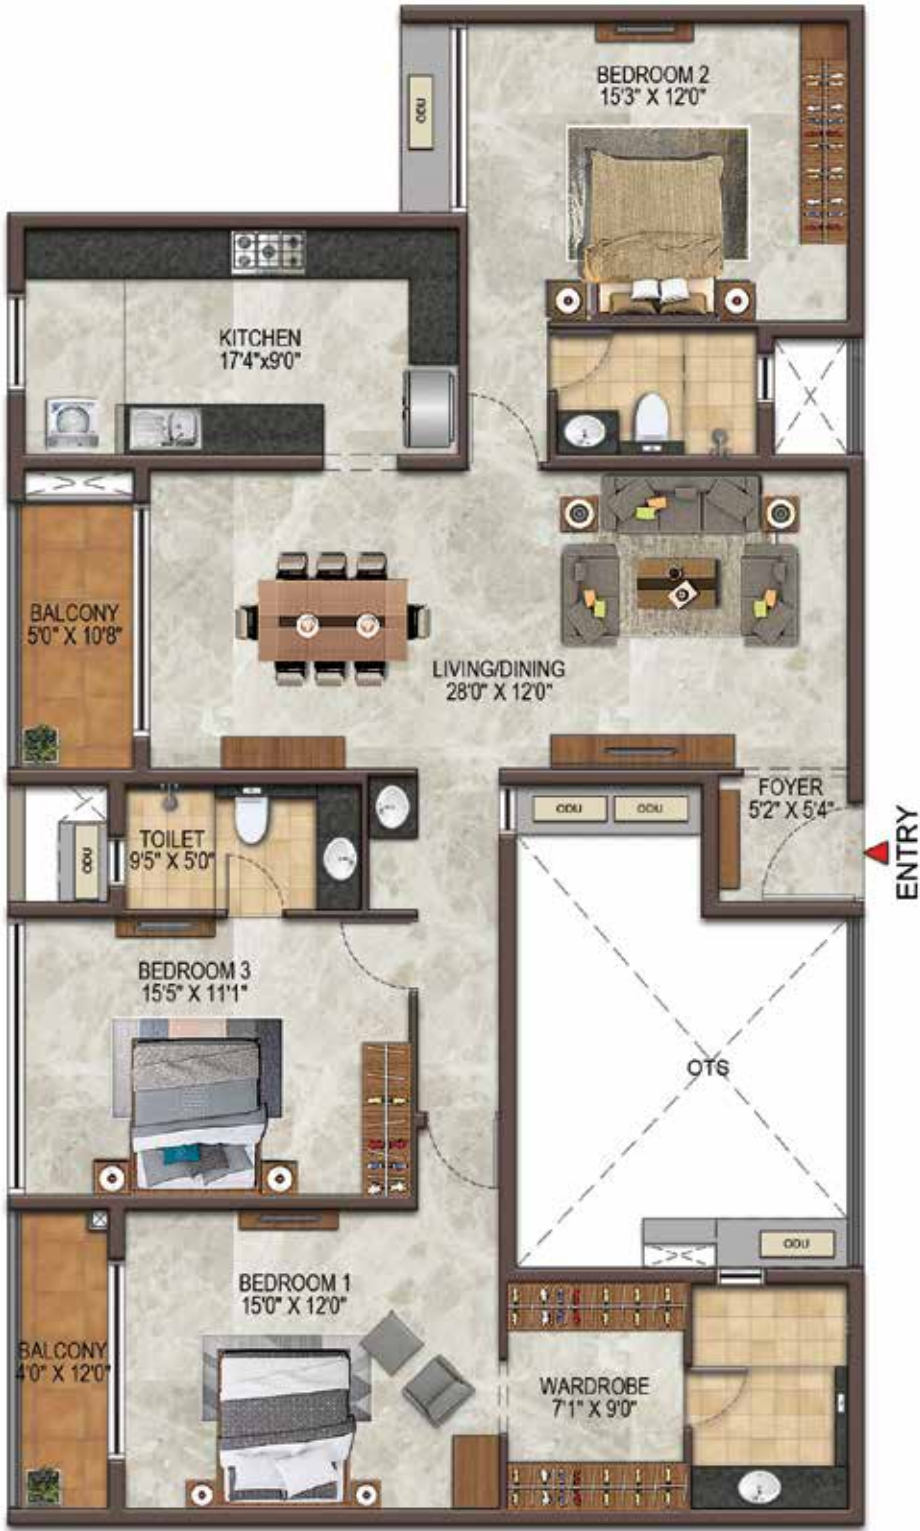 BEDROOM 2
15'3" X 12'0"
ODU
KITCHEN
17'4"x9'0"
BALCONY
5'0" X 10'8"
LIVING/DINING
28'0" X 12'0"
FOYER
5'2" X 5'4"
ENTRY
ODU
ODU
TOILET
9'5" X 5'0"
ODU
BEDROOM 3
15'5" X 11'1"
OTS
ODU
BEDROOM 1
15'0" X 12'0"
BALCONY
4'0" X 12'0"
WARDROBE
7'1" X 9'0"